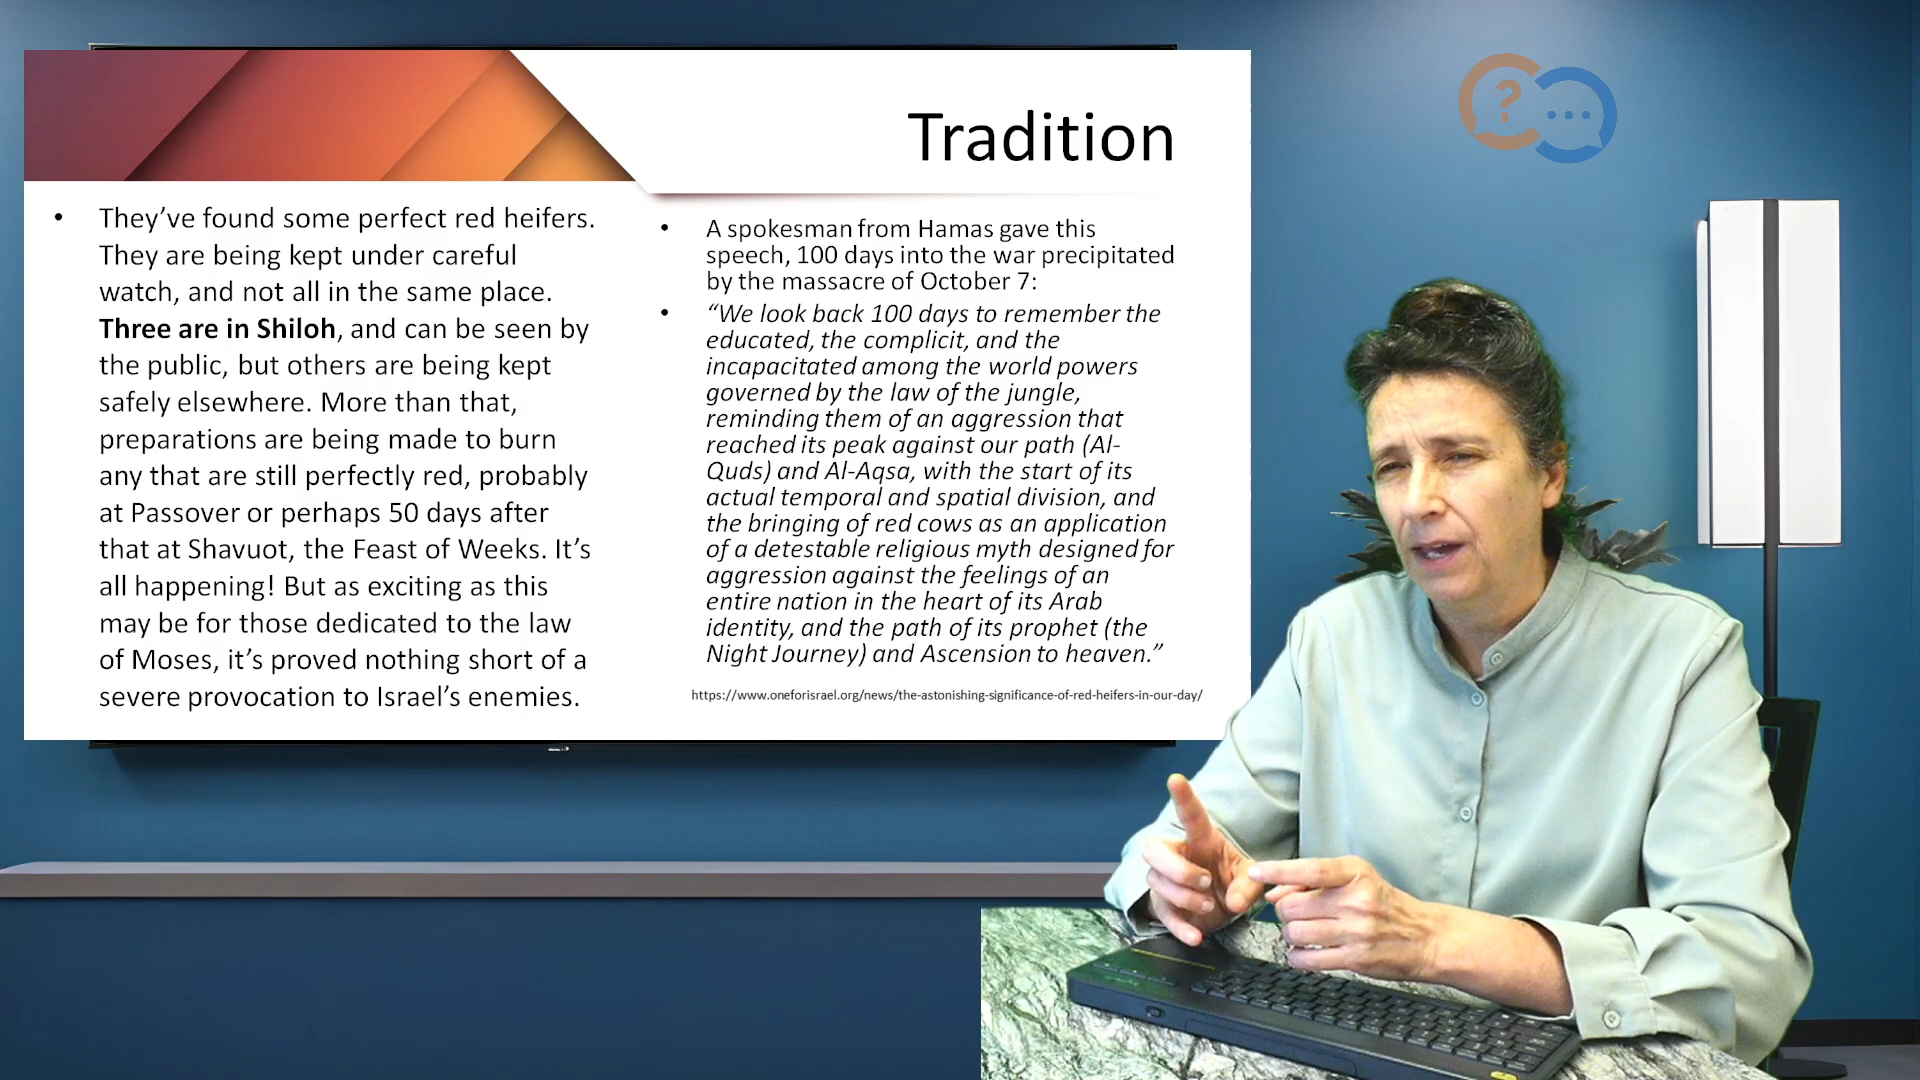 Tradition
• They’ve found some perfect red heifers.
They are being kept under careful
watch, and not all in the same place.
Three are in Shiloh, and can be seen by
the public, but others are being kept
safely elsewhere. More than that,
preparations are being made to burn
any that are still perfectly red, probably
at Passover or perhaps 50 days after
that at Shavuot, the Feast of Weeks. It’s
all happening! But as exciting as this
may be for those dedicated to the law
of Moses, it’s proved nothing short of a
severe provocation to Israel’s enemies.
• A spokesman from Hamas gave this
speech, 100 days into the war precipitated
by the massacre of October 7:
• “We look back 100 days to remember the
educated, the complicit, and the
incapacitated among the world powers
governed by the law of the jungle,
reminding them of an aggression that
reached its peak against our path (Al-
Quds) and Al-Aqsa, with the start of its
actual temporal and spatial division, and
the bringing of red cows as an application
of a detestable religious myth designed for
aggression against the feelings of an
entire nation in the heart of its Arab
identity, and the path of its prophet (the
Night Journey) and Ascension to heaven.”
https://www.oneforisrael.org/news/the-astonishing-significance-of-red-heifers-in-our-day/
?